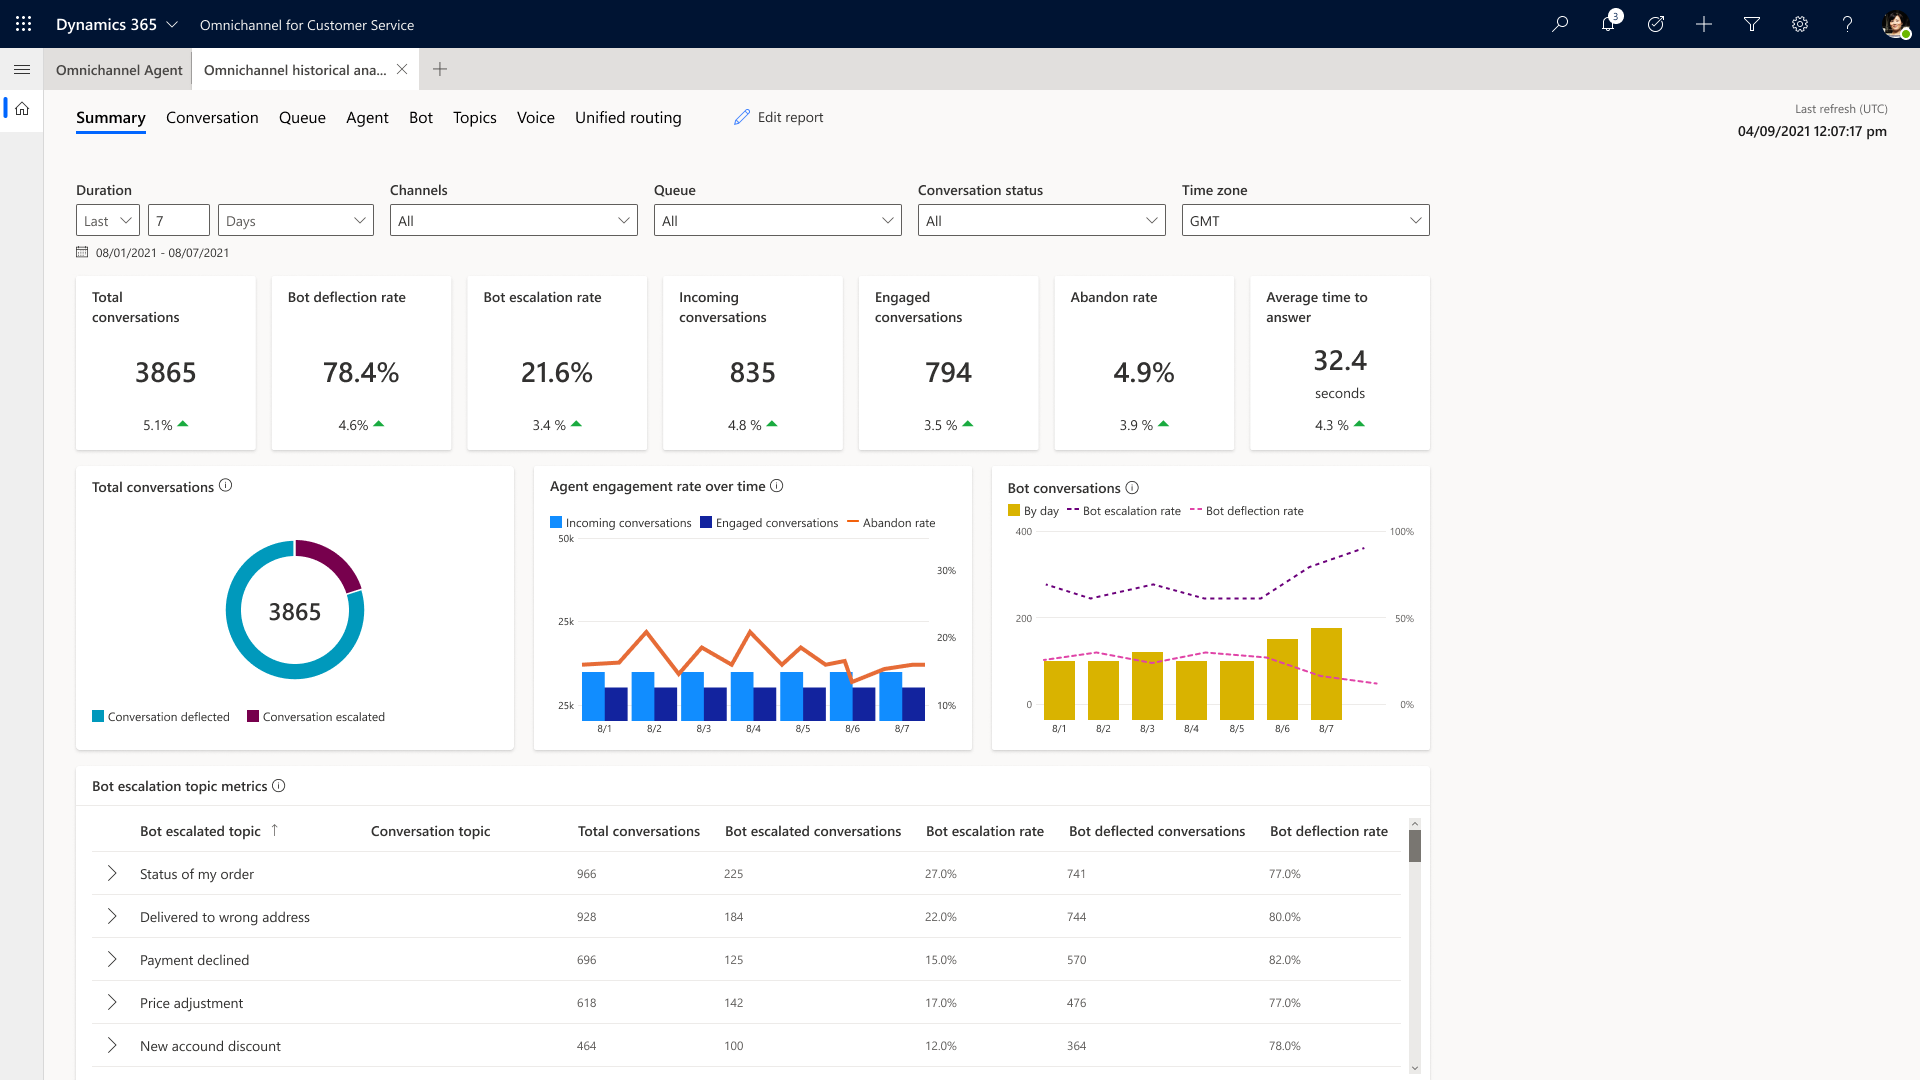 Dynamics 365 Omnichannel for Customer Service 3
Omnichannel Agent Omnichannel historical ana...
Summary Conversation Queue Agent Bot Topics Voice Unified routing Edit report
Last refresh (UTC)
04/09/2021 12:07:17 pm
Duration Channels Queue Conversation status Time zone
Last 7 Days All All All GMT
08/01/2021 - 08/07/2021
Total
conversations
3865
5.1%
Bot deflection rate
78.4%
4.6%
Bot escalation rate
21.6%
3.4 %
Incoming
conversations
835
4.8 %
Engaged
conversations
794
3.5 %
Abandon rate
4.9%
3.9 %
Average time to
answer
32.4
seconds
4.3 %
Total conversations
3865
Conversation deflected Conversation escalated
Agent engagement rate over time
Incoming conversations Engaged conversations Abandon rate
50k
30%
25k
20%
25k
10%
8/1 8/2 8/3 8/4 8/5 8/6 8/7
Bot conversations
By day Bot escalation rate Bot deflection rate
400 100%
200 50%
0 0%
8/1 8/2 8/3 8/4 8/5 8/6 8/7
Bot escalation topic metrics
Bot escalated topic Conversation topic Total conversations Bot escalated conversations Bot escalation rate Bot deflected conversations Bot deflection rate
Status of my order 966 225 27.0% 741 77.0%
Delivered to wrong address 928 184 22.0% 744 80.0%
Payment declined 696 125 15.0% 570 82.0%
Price adjustment 618 142 17.0% 476 77.0%
New accound discount 464 100 12.0% 364 78.0%